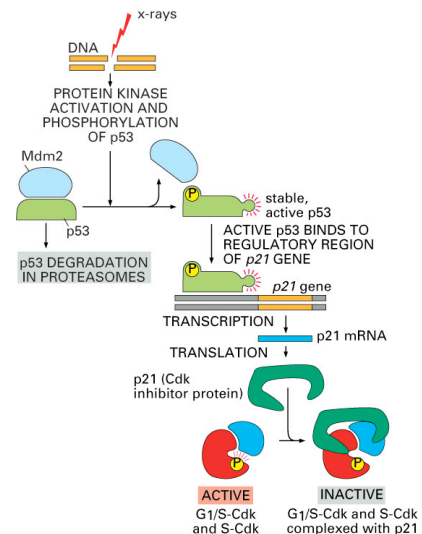 x-rays
DNA
PROTEIN KINASE
ACTIVATION AND
PHOSPHORYLATION
OF p53
Mdm2
P
stable,
active p53
p53
ACTIVE p53 BINDS TO
REGULATORY REGION
OF p21 GENE
p53 DEGRADATION
IN PROTEASOMES
P
p21 gene
TRANSCRIPTION
p21 mRNA
TRANSLATION
p21 (Cdk
inhibitor protein)
P
P
ACTIVE
G1/S-Cdk
and S-Cdk
INACTIVE
G1/S-Cdk and S-Cdk
complexed with p21